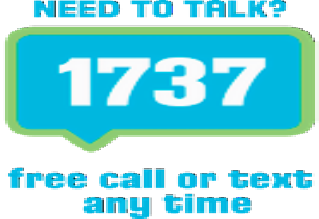 NEED TO TALK?
1737
free call or text
any time